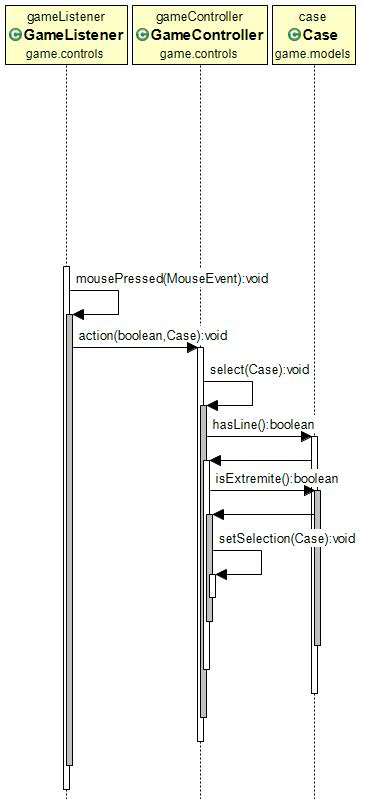 gameListener
GameListener
game.controls
gameController
GameController
game.controls
case
Case
game.models
mousePressed(MouseEvent):void
action(boolean,Case):void
select(Case):void
hasLine():boolean
isExtremite():boolean
setSelection(Case):void